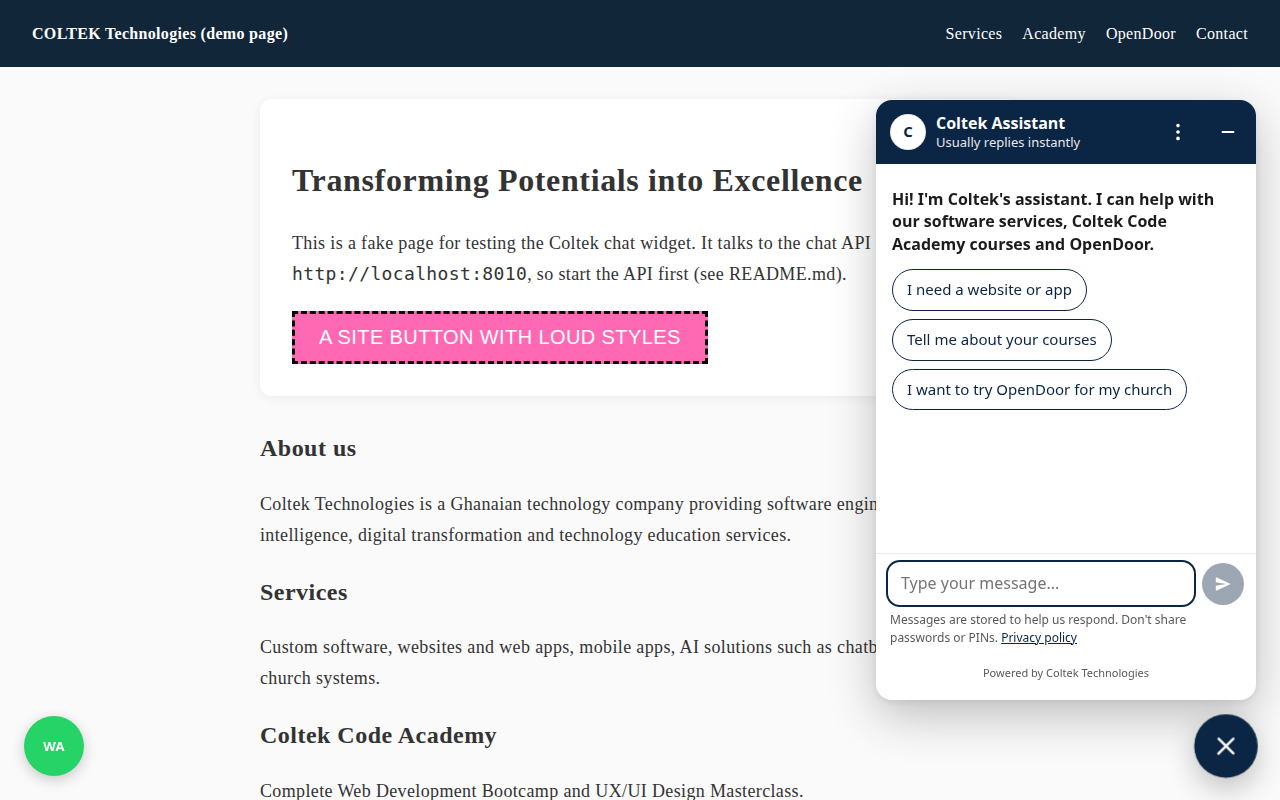 COLTEK Technologies (demo page)
Services Academy OpenDoor Contact
Transforming Potentials into Excellence
This is a fake page for testing the Coltek chat widget. It talks to the chat API
http://localhost:8010, so start the API first (see README.md).
A SITE BUTTON WITH LOUD STYLES
About us
Coltek Technologies is a Ghanaian technology company providing software
intelligence, digital transformation and technology education services.
Services
Custom software, websites and web apps, mobile apps, AI solutions such as
church systems.
Coltek Code Academy
Complete Web Development Bootcamp and UX/UI Design Masterclass.
WA
C
Coltek Assistant
Usually replies instantly
Hi! I'm Coltek's assistant. I can help with
our software services, Coltek Code
Academy courses and OpenDoor.
I need a website or app
Tell me about your courses
I want to try OpenDoor for my church
Type your message...
Messages are stored to help us respond. Don't share
passwords or PINs. Privacy policy
Powered by Coltek Technologies